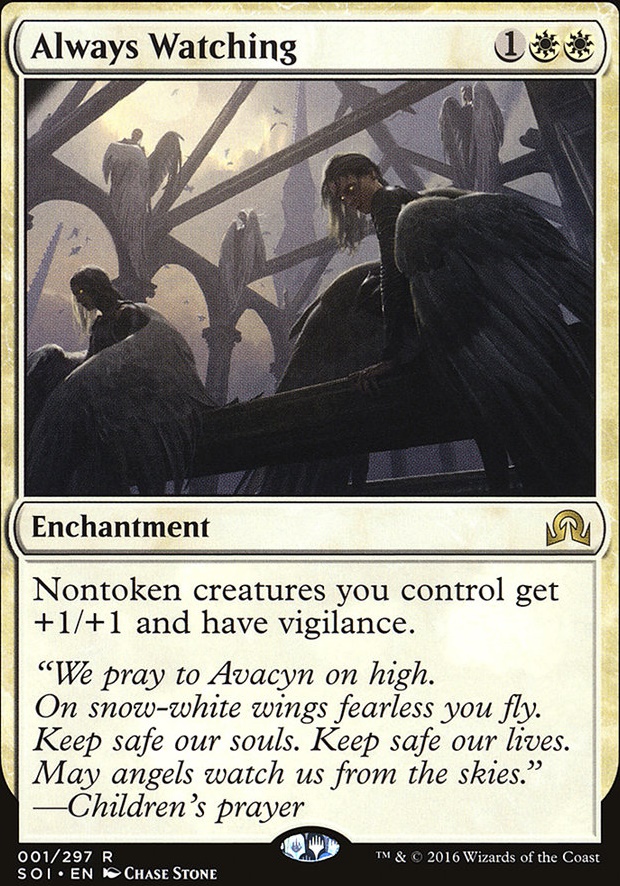 Always Watching 1
Enchantment
Nontoken creatures you control get
+1/+1 and have vigilance.
“We pray to Avacyn on high.
On snow-white wings fearless you fly.
Keep safe our souls. Keep safe our lives.
May angels watch us from the skies.”
—Children’s prayer
001/297 R
SOI • EN Chase Stone
™ & © 2016 Wizards of the Coast